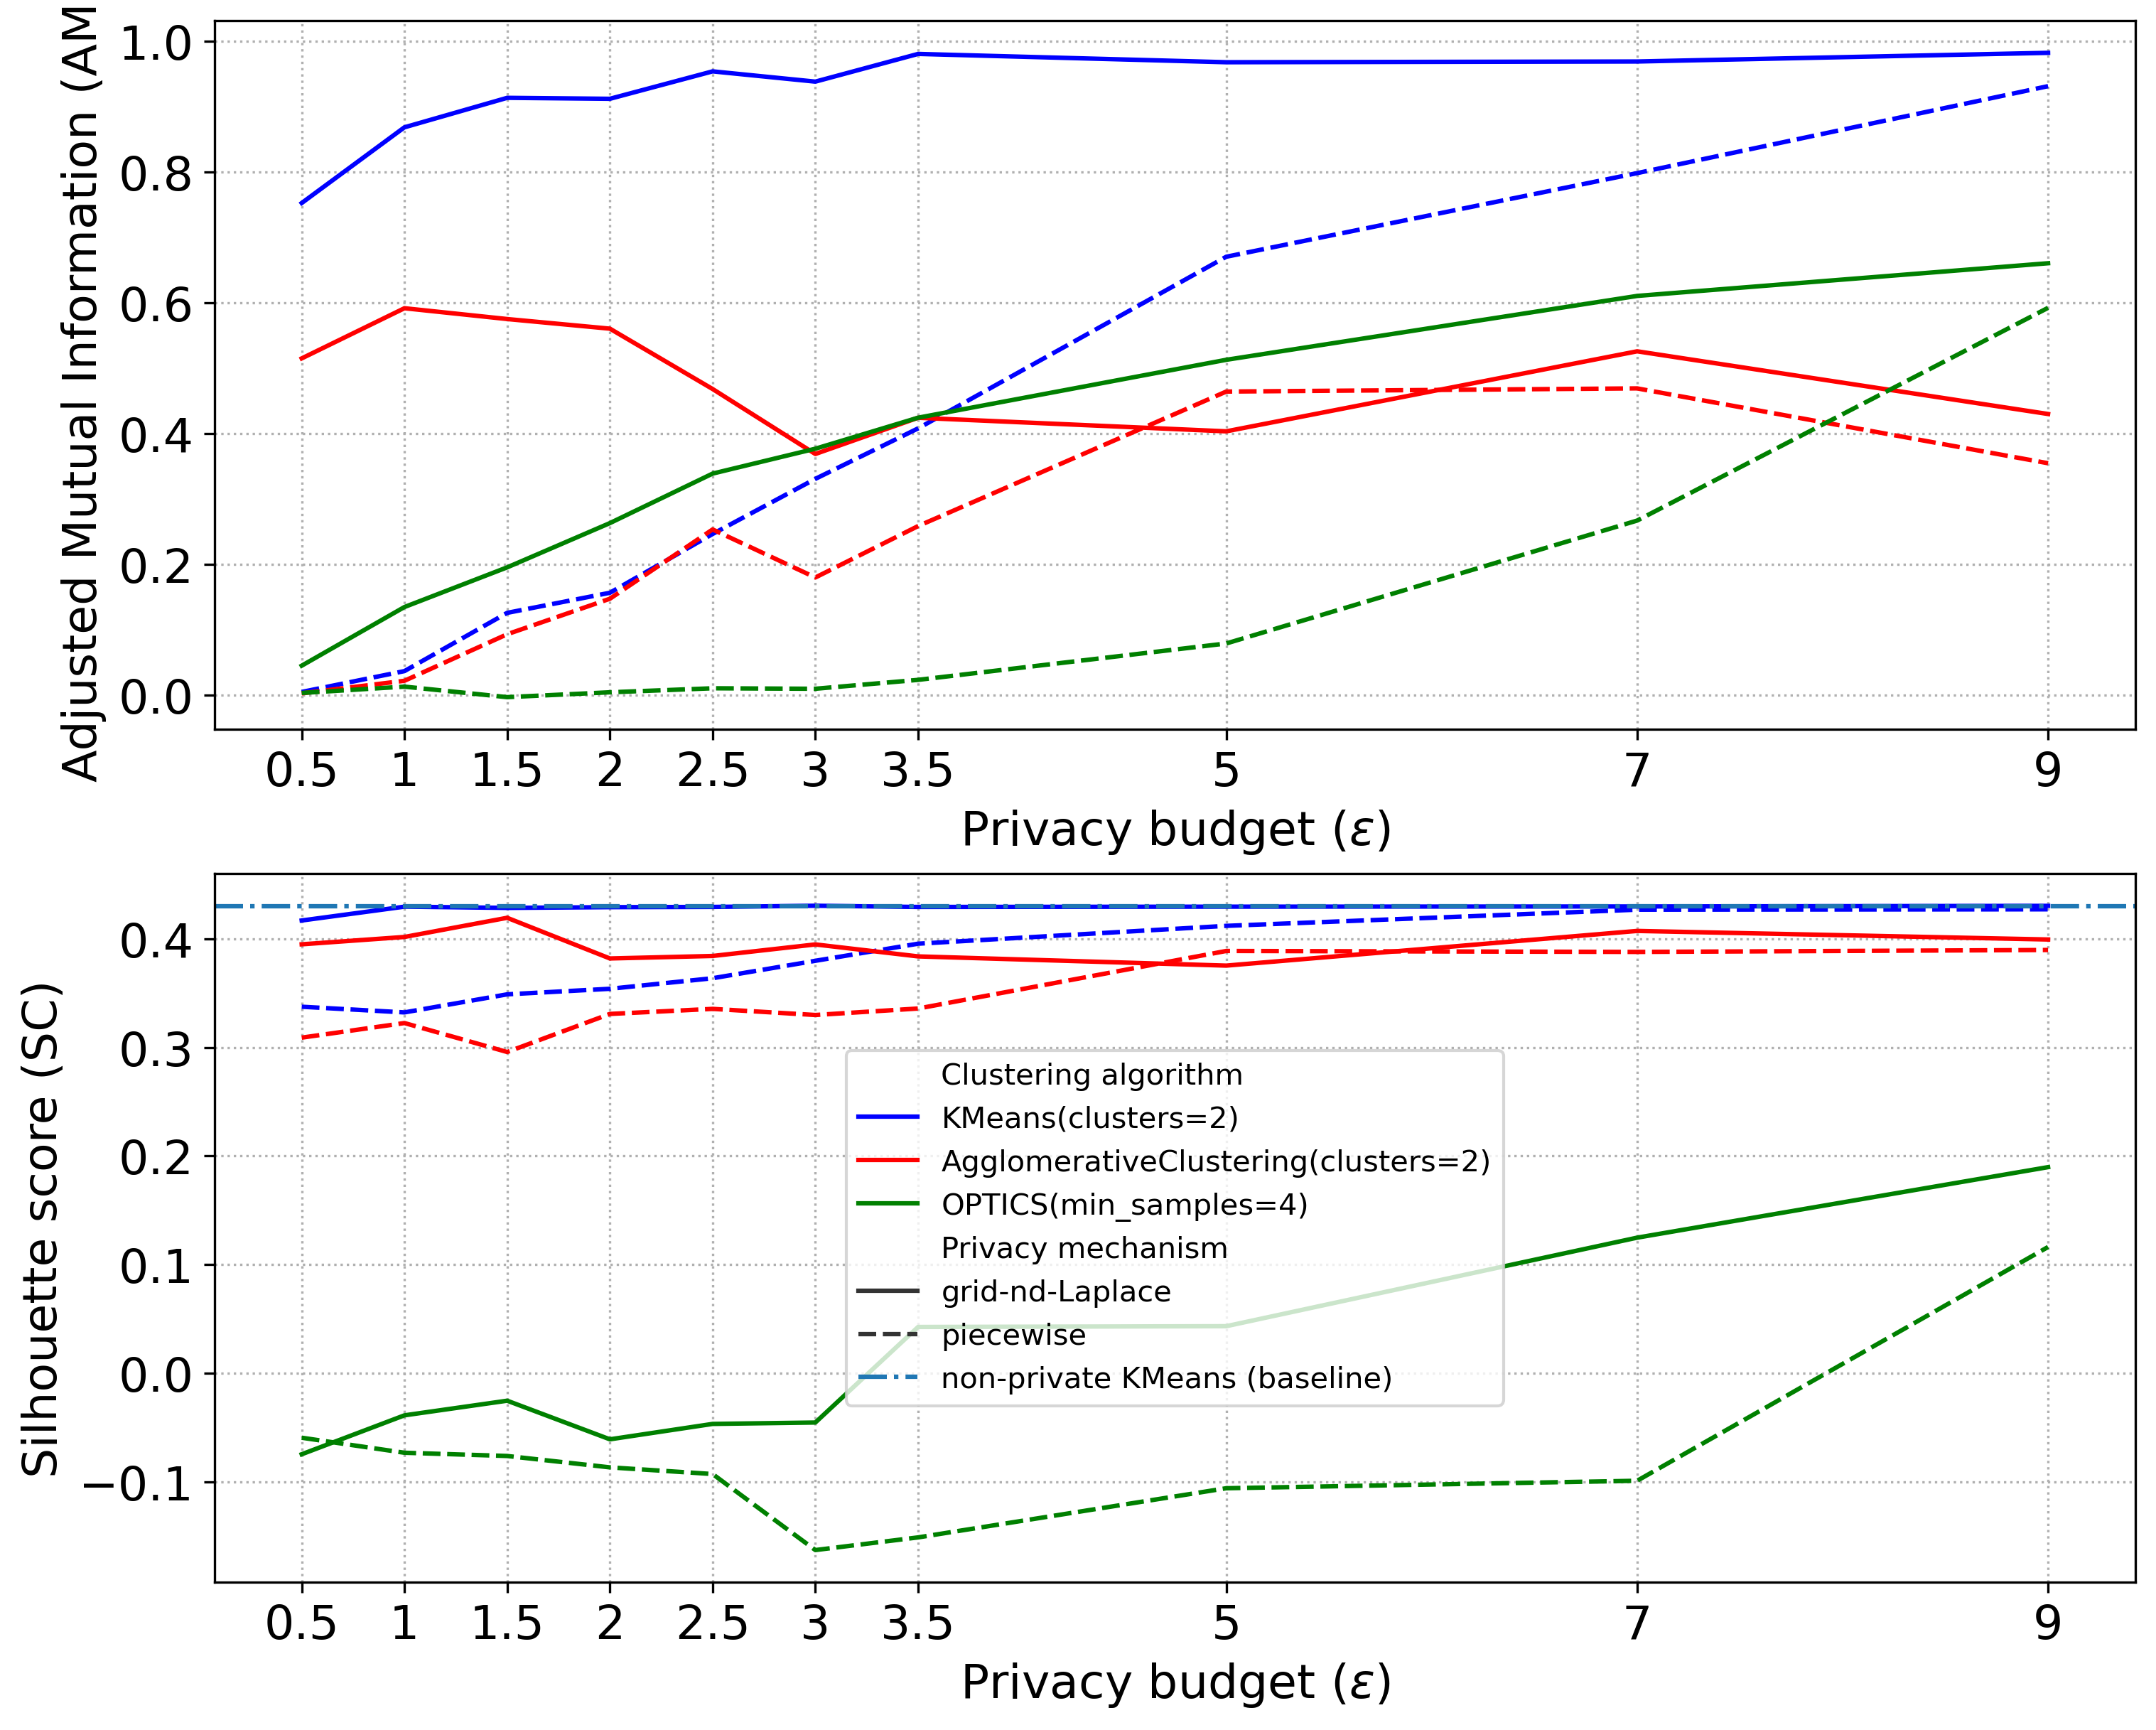 Adjusted Mutual Information (AM
1.0
0.8
0.6
0.4
0.2
0.0
0.5 1 1.5 2 2.5 3 3.5 5 7 9
Privacy budget (ε)
Silhouette score (SC)
0.4
0.3
0.2
0.1
0.0
−0.1
Clustering algorithm
KMeans(clusters=2)
AgglomerativeClustering(clusters=2)
OPTICS(min_samples=4)
Privacy mechanism
grid-nd-Laplace
piecewise
non-private KMeans (baseline)
0.5 1 1.5 2 2.5 3 3.5 5 7 9
Privacy budget (ε)